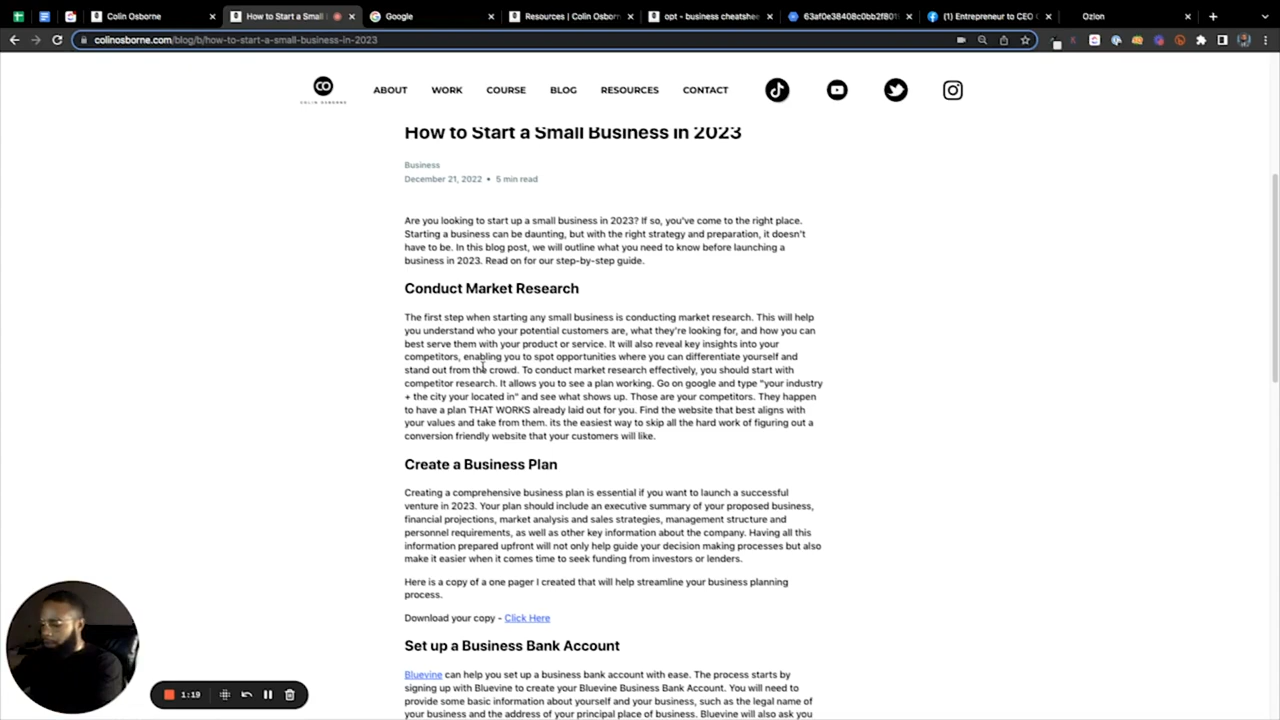 Colin Osborne
How to Start a Small
Google
Resources | Colin Osborn
opt - business cheatshee
63af0e38408c0bb2f801
(1) Entrepreneur to CEO
Ozion
colinosborne.com/blog/b/how-to-start-a-small-business-in-2023
CO
COLIN OSBORNE
ABOUT
WORK
COURSE
BLOG
RESOURCES
CONTACT
How to Start a Small Business in 2023
Business
December 21, 2022 • 5 min read
Are you looking to start up a small business in 2023? If so, you've come to the right place.
Starting a business can be daunting, but with the right strategy and preparation, it doesn't
have to be. In this blog post, we will outline what you need to know before launching a
business in 2023. Read on for our step-by-step guide.
Conduct Market Research
The first step when starting any small business is conducting market research. This will help
you understand who your potential customers are, what they're looking for, and how you can
best serve them with your product or service. It will also reveal key insights into your
competitors, enabling you to spot opportunities where you can differentiate yourself and
stand out from the crowd. To conduct market research effectively, you should start with
competitor research. It allows you to see a plan working. Go on google and type "your industry
+ the city your located in" and see what shows up. Those are your competitors. They happen
to have a plan THAT WORKS already laid out for you. Find the website that best aligns with
your values and take from them. its the easiest way to skip all the hard work of figuring out a
conversion friendly website that your customers will like.
Create a Business Plan
Creating a comprehensive business plan is essential if you want to launch a successful
venture in 2023. Your plan should include an executive summary of your proposed business,
financial projections, market analysis and sales strategies, management structure and
personnel requirements, as well as other key information about the company. Having all this
information prepared upfront will not only help guide your decision making processes but also
make it easier when it comes time to seek funding from investors or lenders.
Here is a copy of a one pager I created that will help streamline your business planning
process.
Download your copy - Click Here
Set up a Business Bank Account
Bluevine can help you set up a business bank account with ease. The process starts by
signing up with Bluevine to create your Bluevine Business Bank Account. You will need to
provide some basic information about yourself and your business, such as the legal name of
your business and the address of your principal place of business. Bluevine will also ask you
1:19